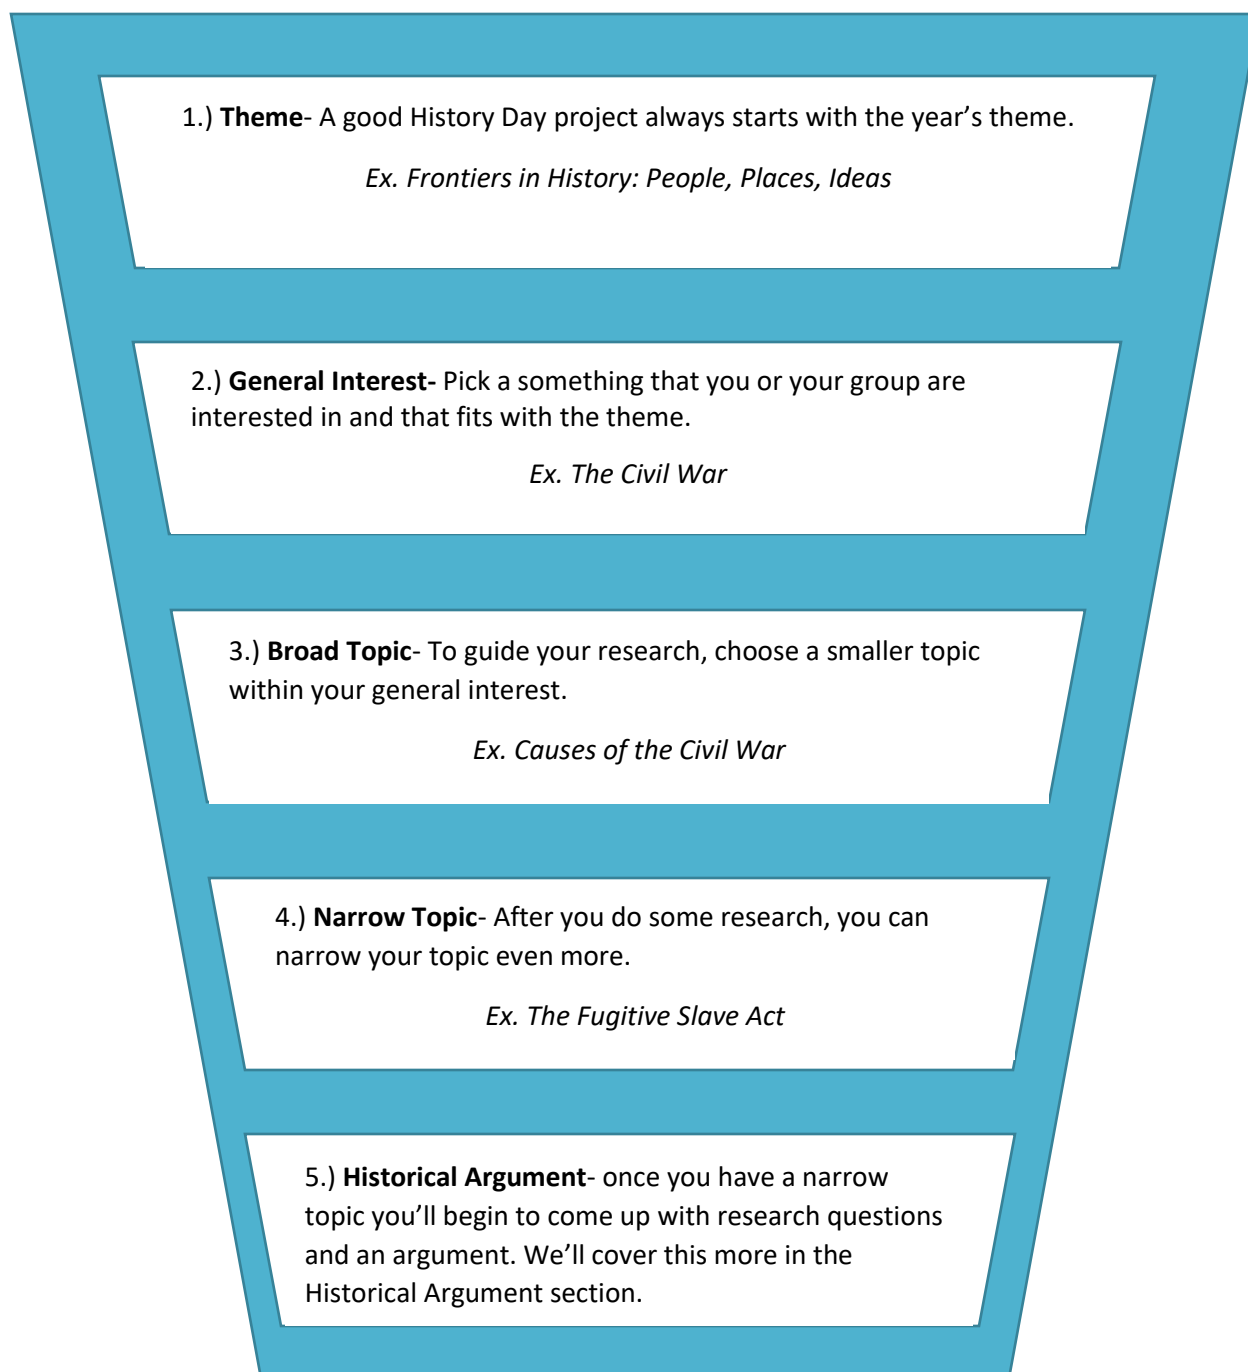 1.) Theme- A good History Day project always starts with the year’s theme.
Ex. Frontiers in History: People, Places, Ideas
2.) General Interest- Pick a something that you or your group are
interested in and that fits with the theme.
Ex. The Civil War
3.) Broad Topic- To guide your research, choose a smaller topic
within your general interest.
Ex. Causes of the Civil War
4.) Narrow Topic- After you do some research, you can
narrow your topic even more.
Ex. The Fugitive Slave Act
5.) Historical Argument- once you have a narrow
topic you’ll begin to come up with research questions
and an argument. We’ll cover this more in the
Historical Argument section.